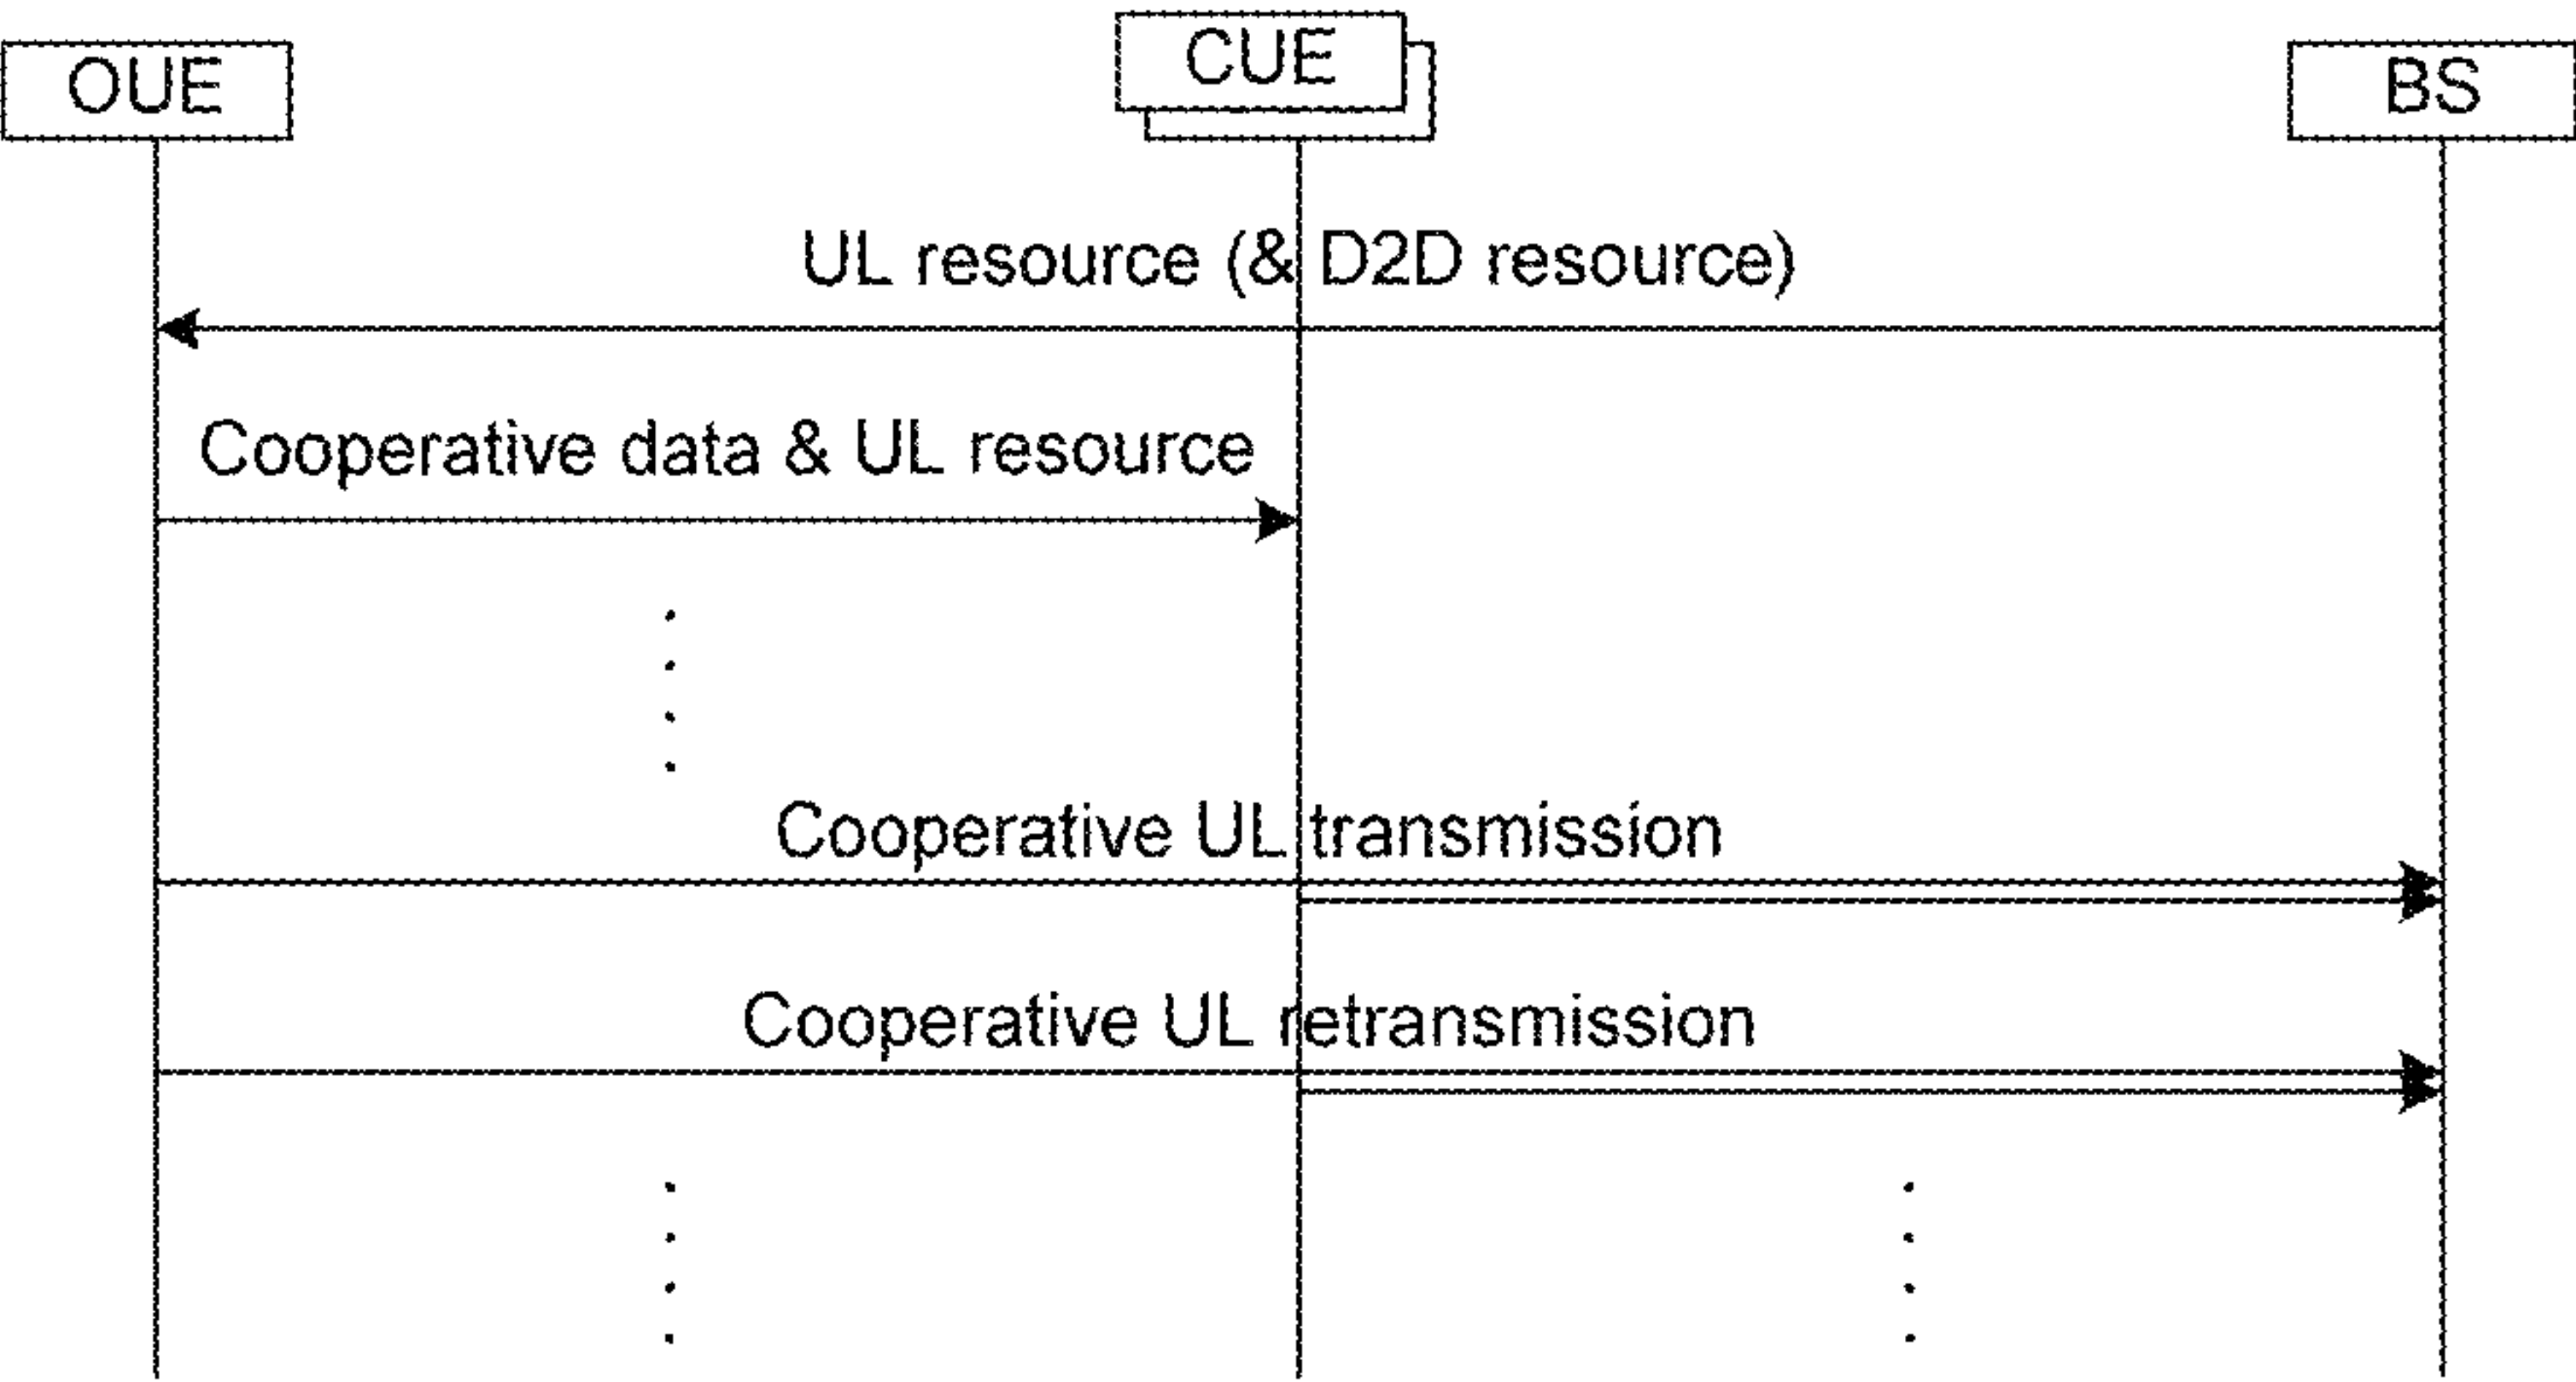 OUE
CUE
BS
UL resource (& D2D resource)
Cooperative data & UL resource
Cooperative UL transmission
Cooperative UL retransmission